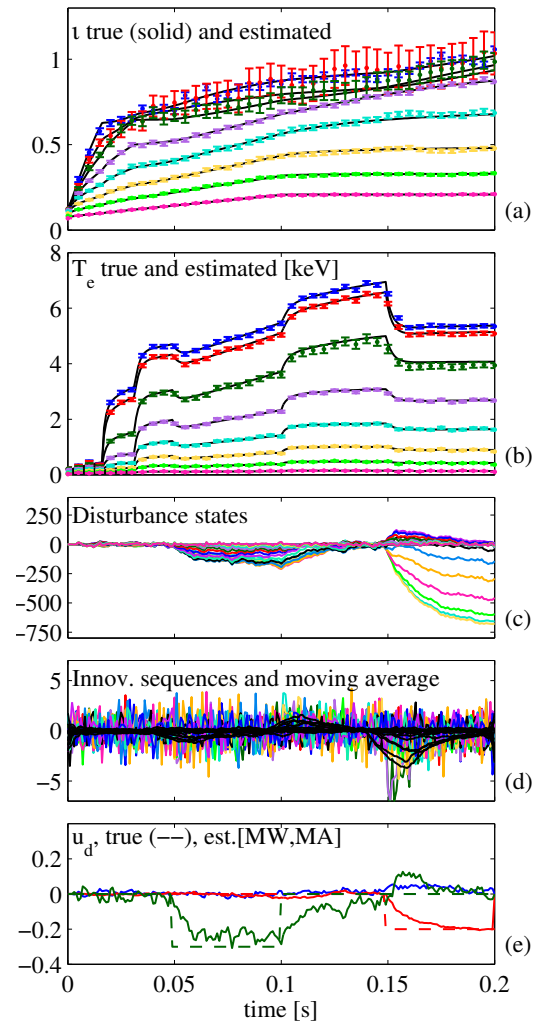 ι true (solid) and estimated
1
0.5
0
(a)
T_e true and estimated [keV]
8
6
4
2
0
(b)
Disturbance states
250
0
−250
−500
−750
(c)
Innov. sequences and moving average
5
0
−5
(d)
u_d, true (−−), est.[MW,MA]
0.2
0
−0.2
−0.4
(e)
0 0.05 0.1 0.15 0.2
time [s]